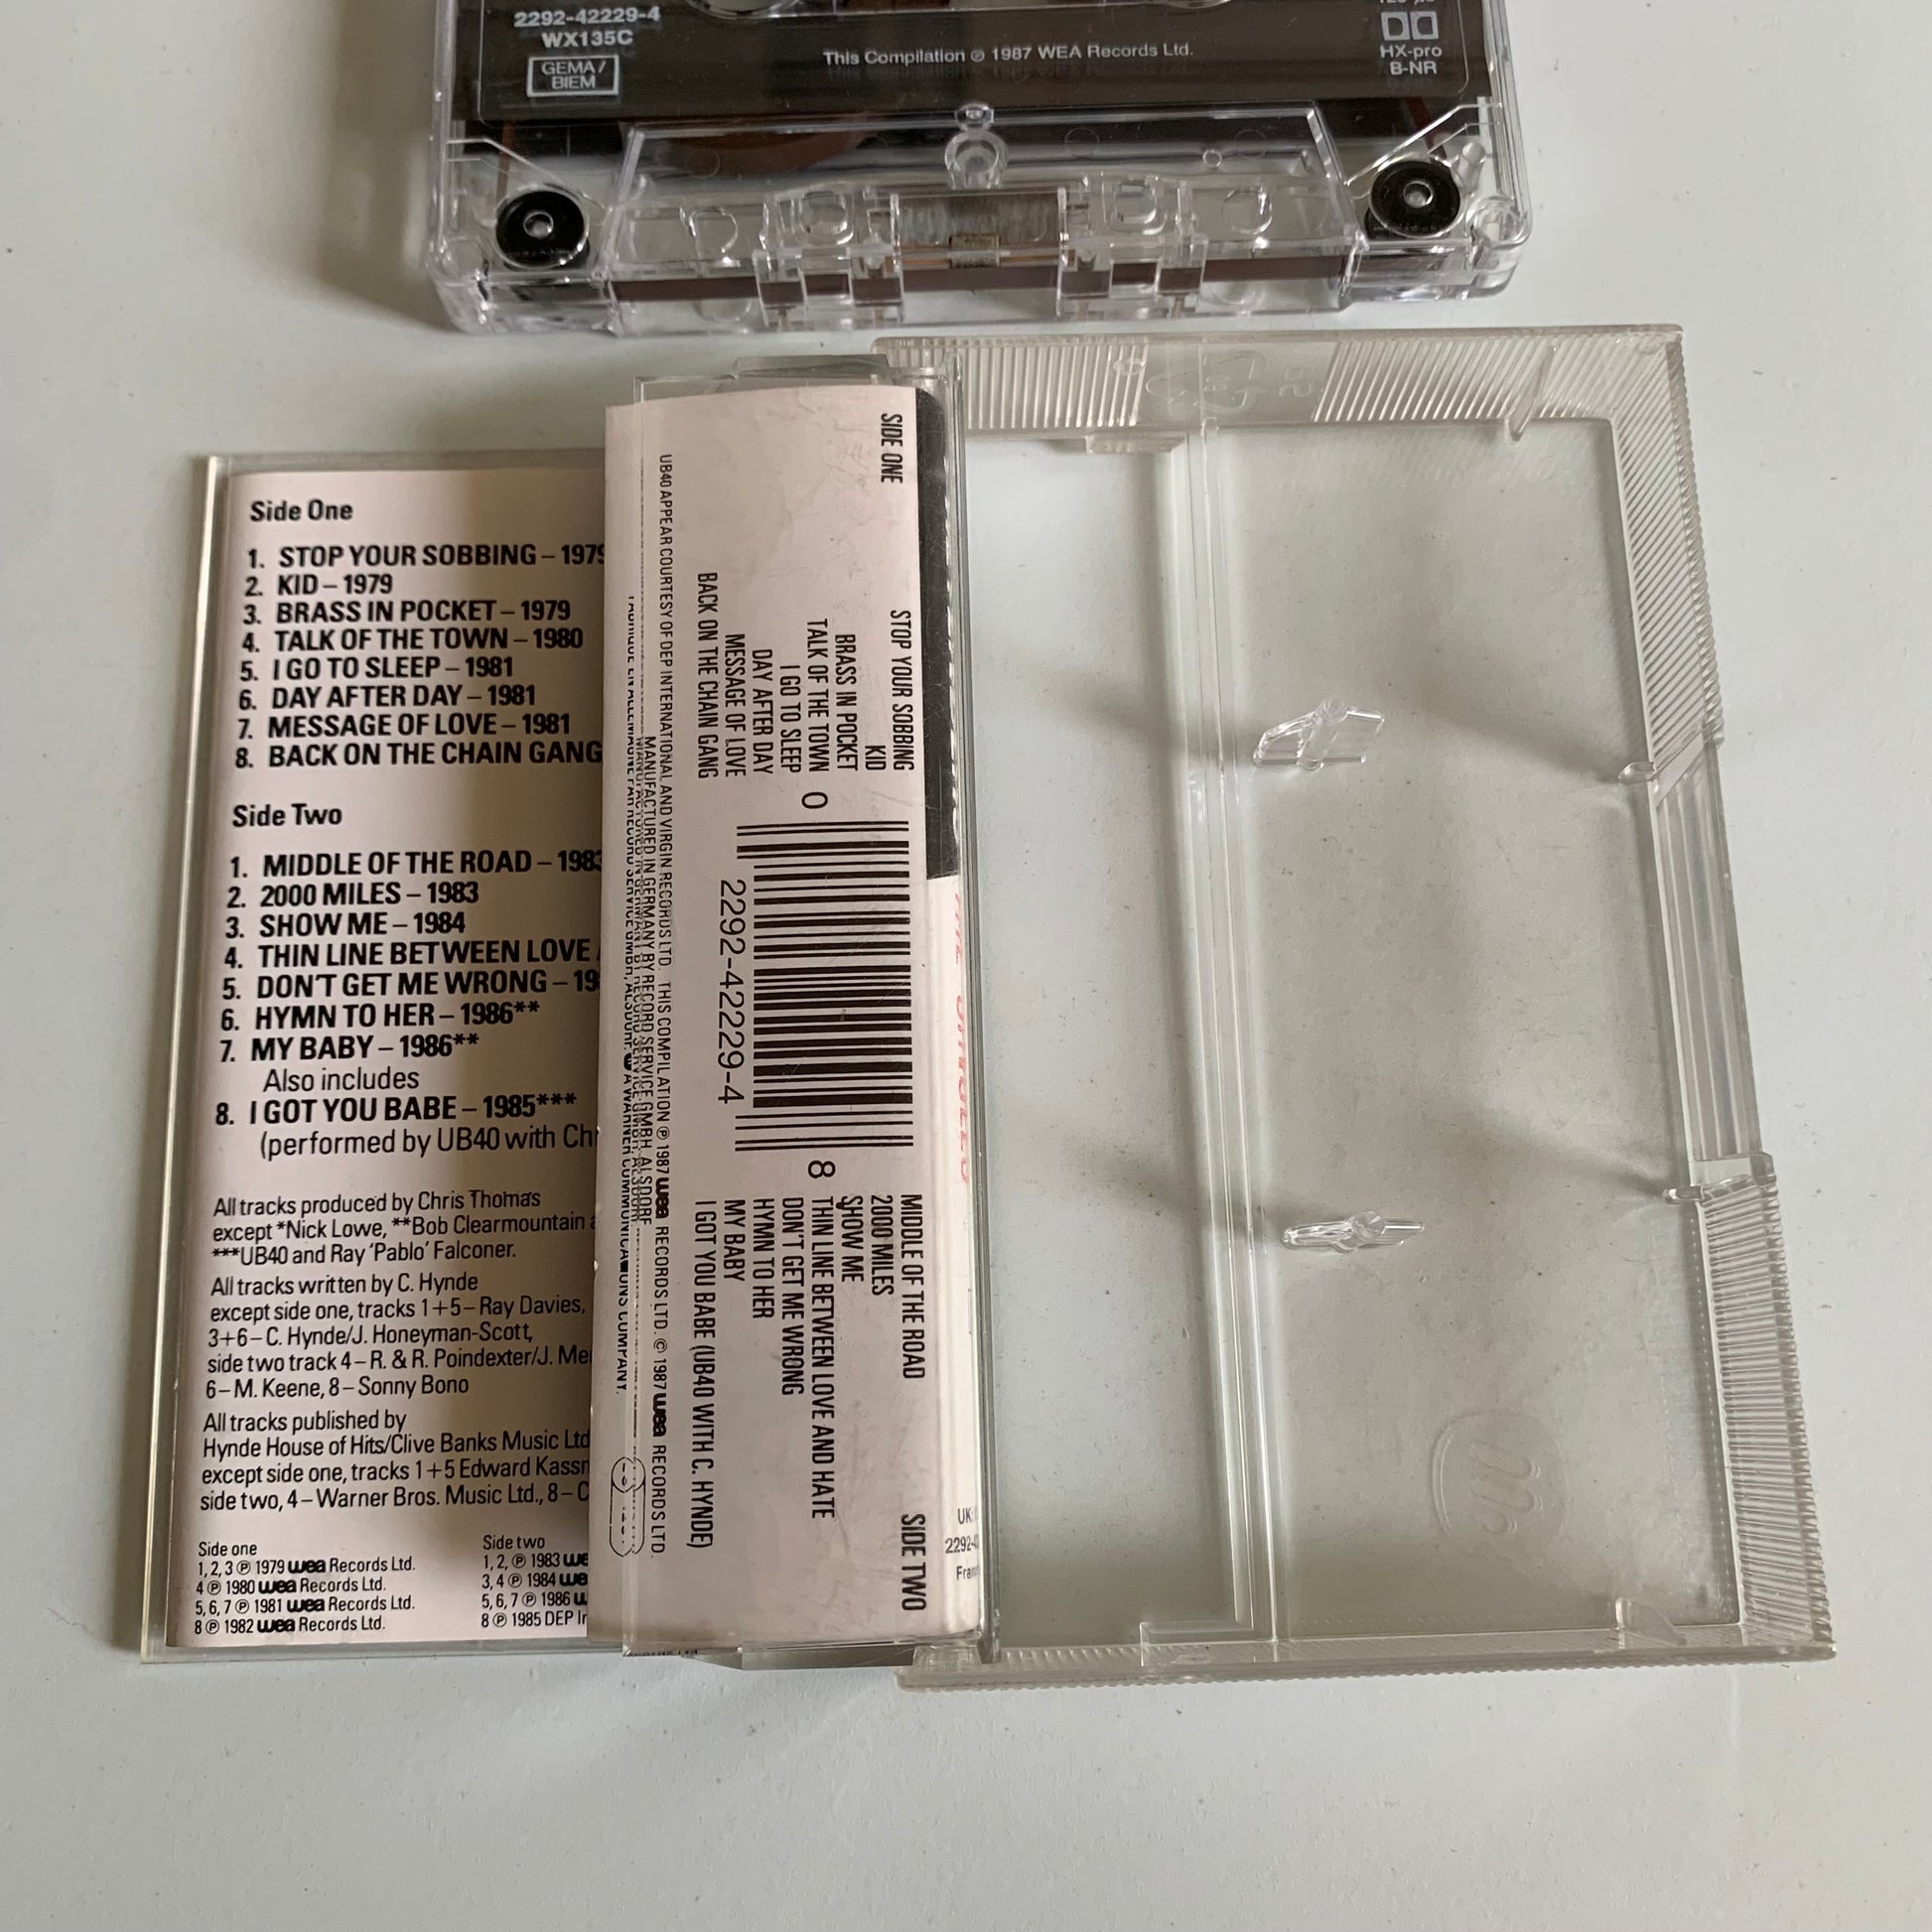 2292-42229-4
WX135C
GEMA/
BIEM
This Compilation ℗ 1987 WEA Records Ltd.
HX-pro
B-NR
Side One
1. STOP YOUR SOBBING – 1979
2. KID – 1979
3. BRASS IN POCKET – 1979
4. TALK OF THE TOWN – 1980
5. I GO TO SLEEP – 1981
6. DAY AFTER DAY – 1981
7. MESSAGE OF LOVE – 1981
8. BACK ON THE CHAIN GANG
Side Two
1. MIDDLE OF THE ROAD – 1983
2. 2000 MILES – 1983
3. SHOW ME – 1984
4. THIN LINE BETWEEN LOVE
5. DON'T GET ME WRONG – 19
6. HYMN TO HER – 1986**
7. MY BABY – 1986**
Also includes
8. I GOT YOU BABE – 1985***
(performed by UB40 with Ch
All tracks produced by Chris Thomas
except *Nick Lowe, **Bob Clearmountain
***UB40 and Ray 'Pablo' Falconer.
All tracks written by C. Hynde
except side one, tracks 1+5 – Ray Davies,
3+6 – C. Hynde/J. Honeyman-Scott,
side two track 4 – R. & R. Poindexter/J. Me
6 – M. Keene, 8 – Sonny Bono
All tracks published by
Hynde House of Hits/Clive Banks Music Ltd
except side one, tracks 1+5 Edward Kassn
side two, 4 – Warner Bros. Music Ltd., 8 – C
Side one
1, 2, 3 ℗ 1979 wea Records Ltd.
4 ℗ 1980 wea Records Ltd.
5, 6, 7 ℗ 1981 wea Records Ltd.
8 ℗ 1982 wea Records Ltd.
Side two
1, 2, ℗ 1983 we
3, 4 ℗ 1984 we
5, 6, 7 ℗ 1986 w
8 ℗ 1985 DEP In
SIDE ONE
STOP YOUR SOBBING
KID
BRASS IN POCKET
TALK OF THE TOWN
I GO TO SLEEP
DAY AFTER DAY
MESSAGE OF LOVE
BACK ON THE CHAIN GANG
0
2292-42229-4
8
SIDE TWO
MIDDLE OF THE ROAD
2000 MILES
SHOW ME
THIN LINE BETWEEN LOVE AND HATE
DON'T GET ME WRONG
HYMN TO HER
MY BABY
I GOT YOU BABE (UB40 WITH C. HYNDE)
UB40 APPEAR COURTESY OF DEP INTERNATIONAL AND VIRGIN RECORDS LTD. THIS COMPILATION ℗ 1987 wea RECORDS LTD. © 1987 wea RECORDS LTD.
MANUFACTURED IN GERMANY BY RECORD SERVICE GMBH, ALSDORF
A WARNER COMMUNICATIONS COMPANY.
UK:
2292-4